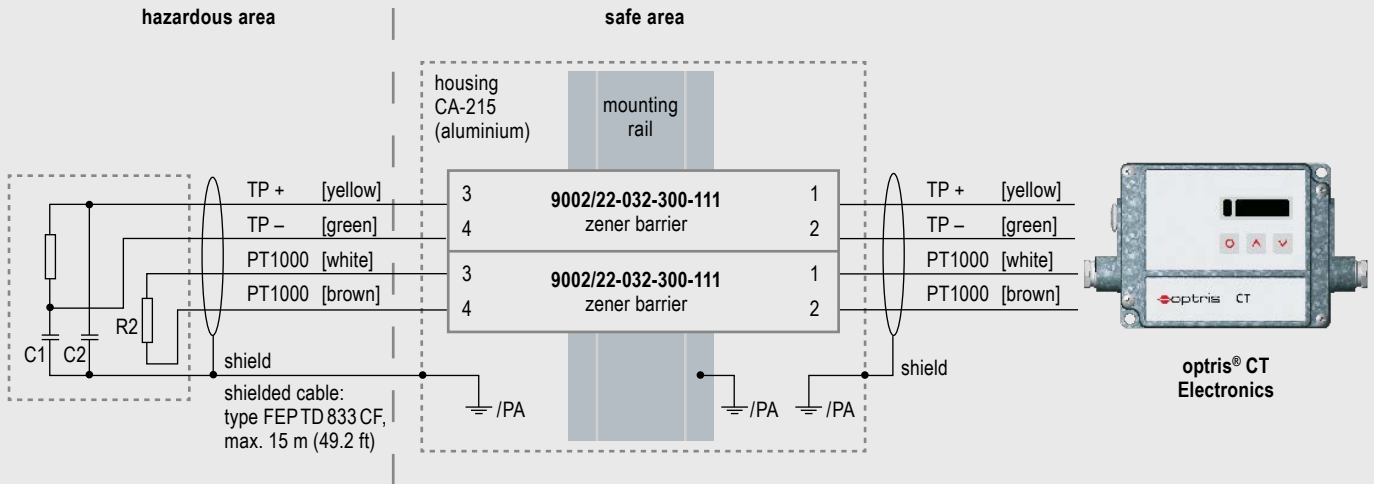 hazardous area
safe area
housing
CA-215
(aluminium)
mounting
rail
TP + [yellow]
TP – [green]
PT1000 [white]
PT1000 [brown]
3
4
9002/22-032-300-111
zener barrier
1
2
3
4
9002/22-032-300-111
zener barrier
1
2
TP + [yellow]
TP – [green]
PT1000 [white]
PT1000 [brown]
C1
C2
R2
shield
shielded cable:
type FEP TD 833 CF,
max. 15 m (49.2 ft)
/PA
/PA
/PA
shield
optris CT
optris® CT
Electronics